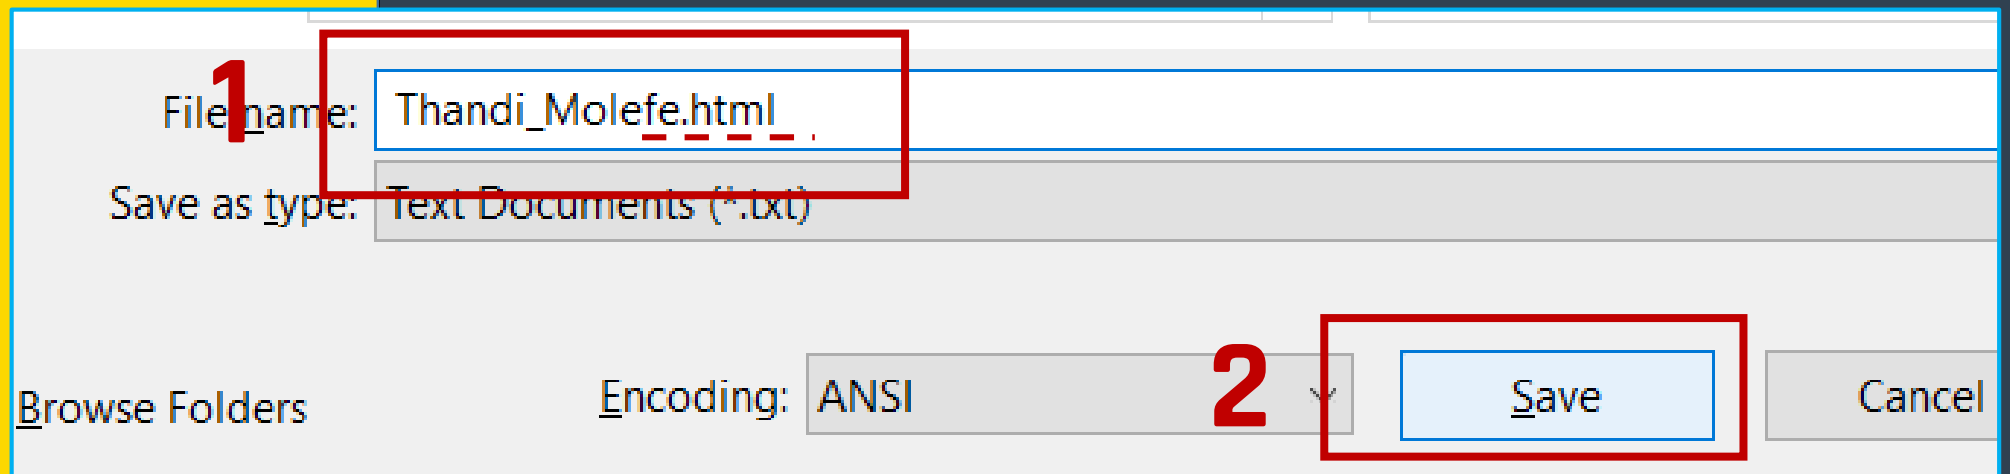 1
File name: Thandi_Molefe.html
Save as type: Text Documents (*.txt)
Browse Folders Encoding: ANSI 2 Save Cancel